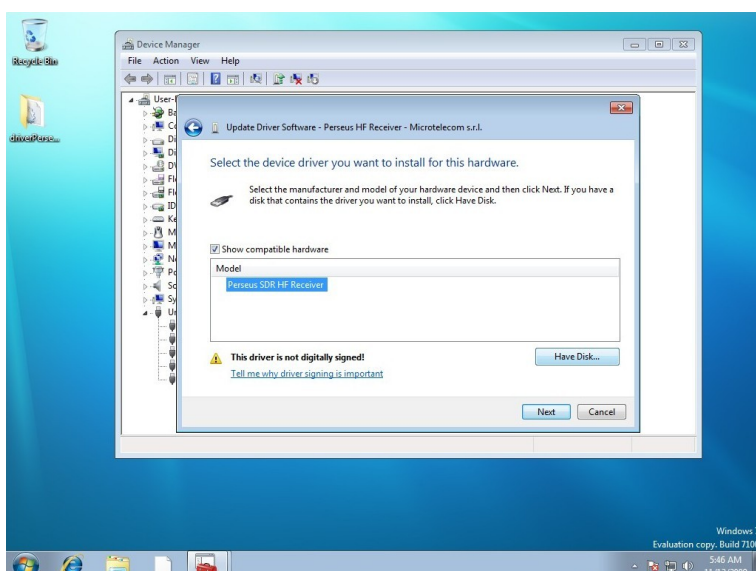 Recycle Bin
driverPerse...
Device Manager
File Action View Help
User-
Update Driver Software - Perseus HF Receiver - Microtelecom s.r.l.
Select the device driver you want to install for this hardware.
Select the manufacturer and model of your hardware device and then click Next. If you have a
disk that contains the driver you want to install, click Have Disk.
Show compatible hardware
Model
Perseus SDR HF Receiver
This driver is not digitally signed!
Have Disk...
Tell me why driver signing is important
Next Cancel
Windows 7
Evaluation copy. Build 7100
5:46 AM